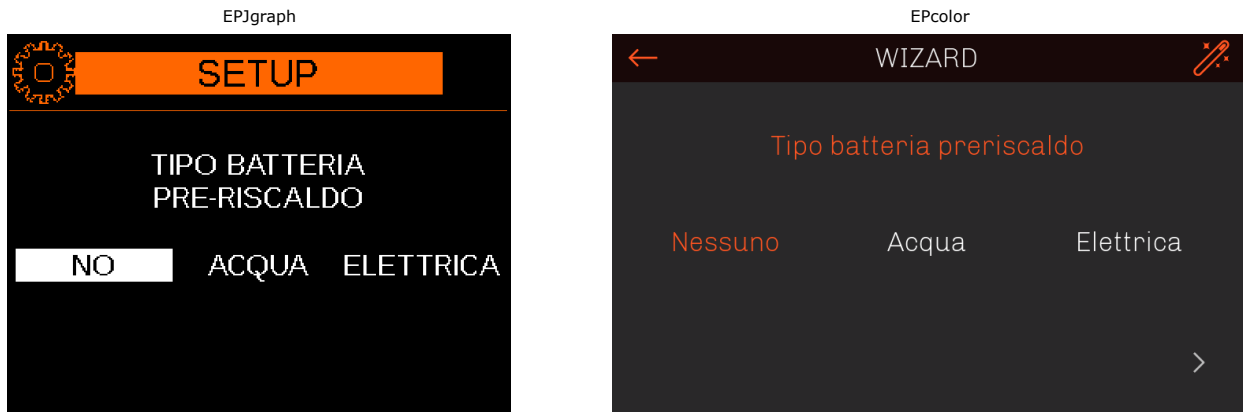 EPJgraph
SETUP
TIPO BATTERIA
PRE-RISCALDO
NO ACQUA ELETTRICA
EPcolor
WIZARD
Tipo batteria preriscaldo
Nessuno Acqua Elettrica